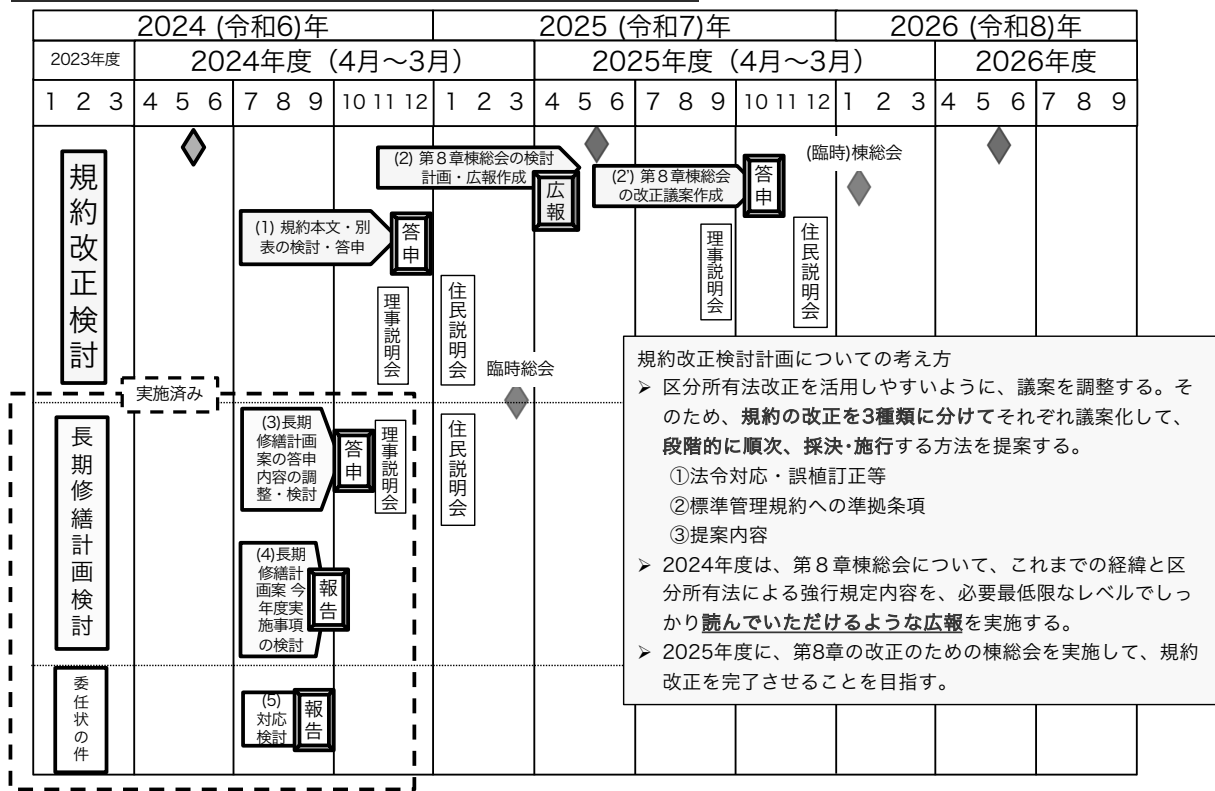 2024 (令和6)年
2025 (令和7)年
2026 (令和8)年
2023年度
2024年度（4月～3月）
2025年度（4月～3月）
2026年度
1 2 3 4 5 6 7 8 9 10 11 12 1 2 3 4 5 6 7 8 9 10 11 12 1 2 3 4 5 6 7 8 9
規約改正検討
(1) 規約本文・別
表の検討・答申
答申
(2) 第８章棟総会の検討
計画・広報作成
広報
(2') 第８章棟総会
の改正議案作成
答申
(臨時)棟総会
理事説明会
住民説明会
理事説明会
住民説明会
臨時総会
実施済み
長期修繕計画検討
(3)長期
修繕計画
案の答申
内容の調
整・検討
答申
理事説明会
住民説明会
(4)長期
修繕計
画案 今
年度実
施事項
の検討
報告
委任状の件
(5)
対応
検討
報告
規約改正検討計画についての考え方
➢ 区分所有法改正を活用しやすいように、議案を調整する。そ
のため、規約の改正を3種類に分けてそれぞれ議案化して、
段階的に順次、採決・施行する方法を提案する。
①法令対応・誤植訂正等
②標準管理規約への準拠条項
③提案内容
➢ 2024年度は、第８章棟総会について、これまでの経緯と区
分所有法による強行規定内容を、必要最低限なレベルでしっ
かり読んでいただけるような広報を実施する。
➢ 2025年度に、第8章の改正のための棟総会を実施して、規約
改正を完了させることを目指す。